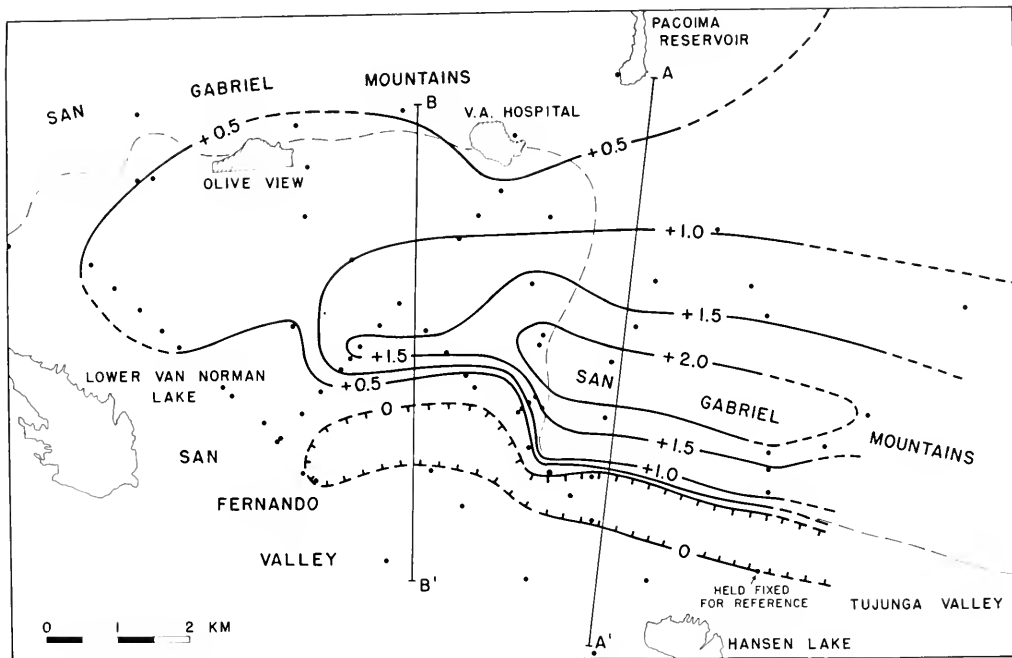 PACOIMA
RESERVOIR
A
SAN
GABRIEL
MOUNTAINS
B
V.A. HOSPITAL
+0.5
+0.5
OLIVE VIEW
+1.0
+1.5
+1.5
+2.0
LOWER VAN NORMAN
LAKE
+0.5
SAN
GABRIEL
MOUNTAINS
0
+1.5
+1.0
SAN
FERNANDO
VALLEY
0
B'
HELD FIXED
FOR REFERENCE
TUJUNGA VALLEY
0 1 2 KM
A'
HANSEN LAKE